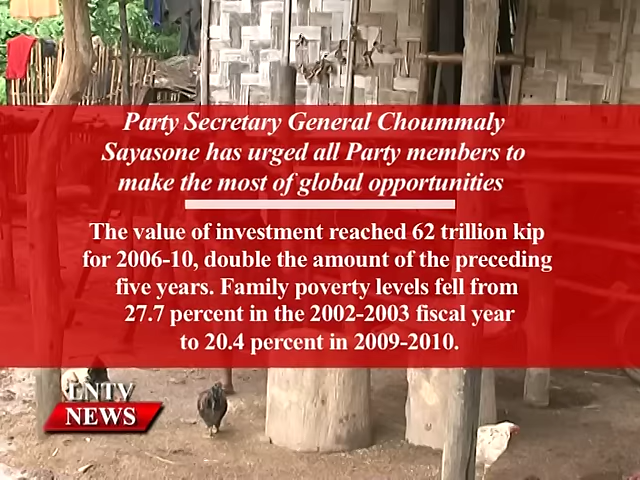 Party Secretary General Choummaly
Sayasone has urged all Party members to
make the most of global opportunities
The value of investment reached 62 trillion kip
for 2006-10, double the amount of the preceding
five years. Family poverty levels fell from
27.7 percent in the 2002-2003 fiscal year
to 20.4 percent in 2009-2010.
LNTV
NEWS